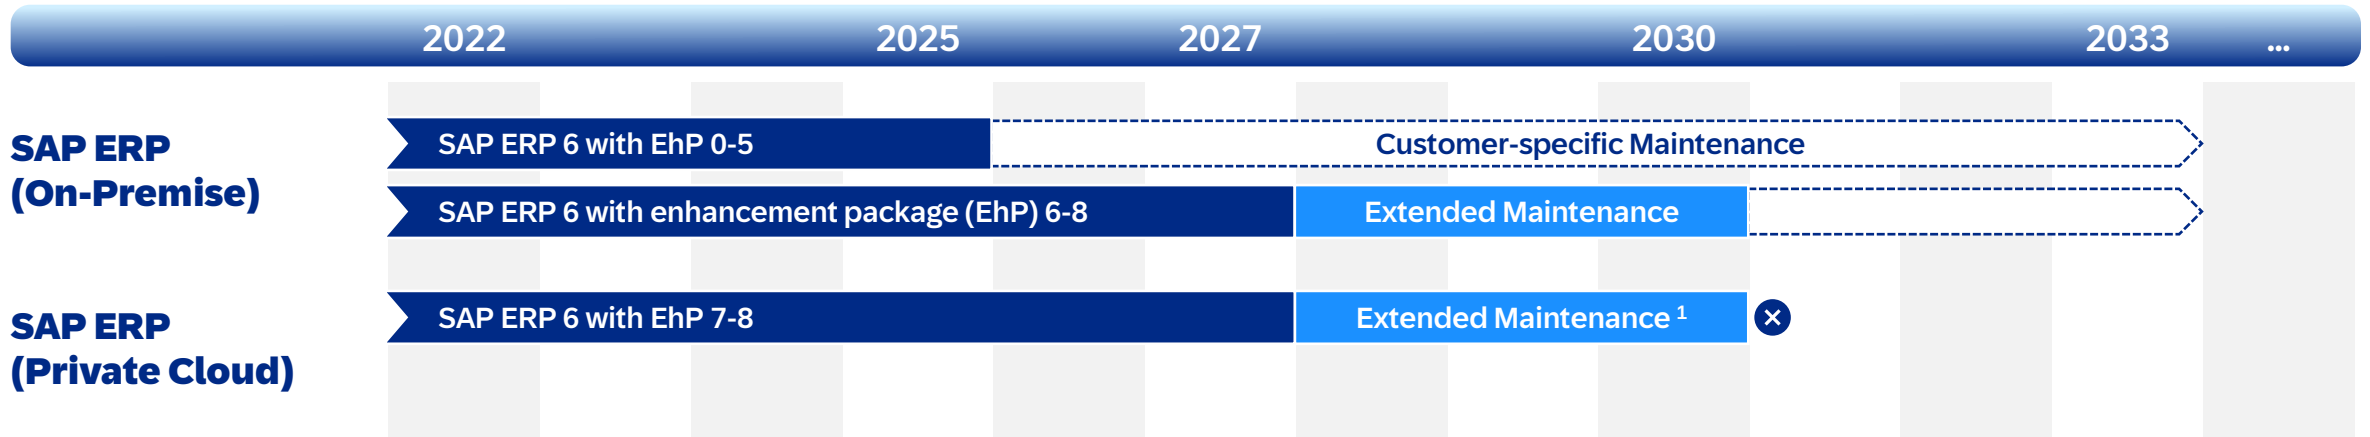 2022 2025 2027 2030 2033 ...
SAP ERP
(On-Premise)
SAP ERP 6 with EhP 0-5
Customer-specific Maintenance
SAP ERP 6 with enhancement package (EhP) 6-8
Extended Maintenance
SAP ERP
(Private Cloud)
SAP ERP 6 with EhP 7-8
Extended Maintenance ¹